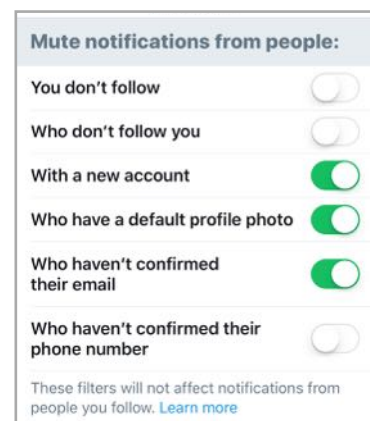 Mute notifications from people:
You don't follow
Who don't follow you
With a new account
Who have a default profile photo
Who haven't confirmed
their email
Who haven't confirmed their
phone number
These filters will not affect notifications from
people you follow. Learn more